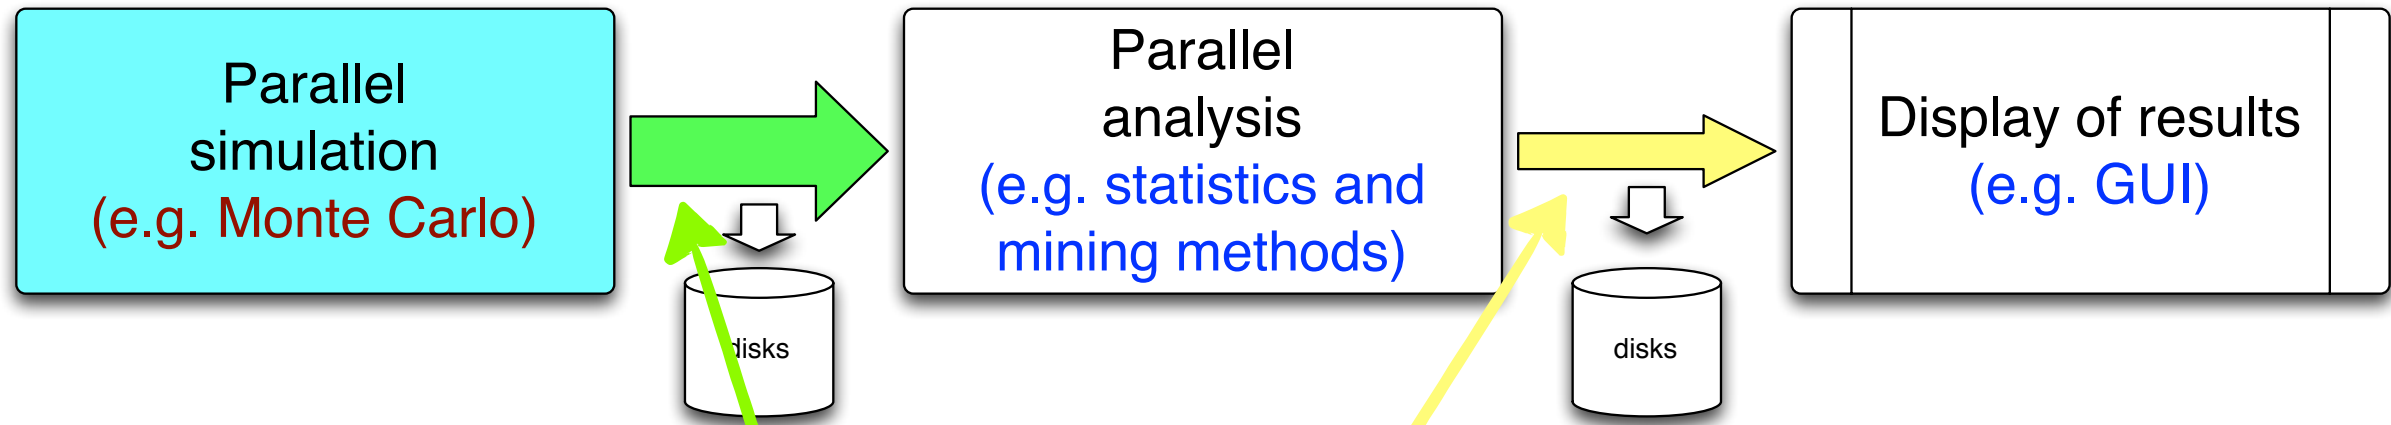 Parallel
simulation
(e.g. Monte Carlo)
Parallel
analysis
(e.g. statistics and
mining methods)
Display of results
(e.g. GUI)
disks
disks